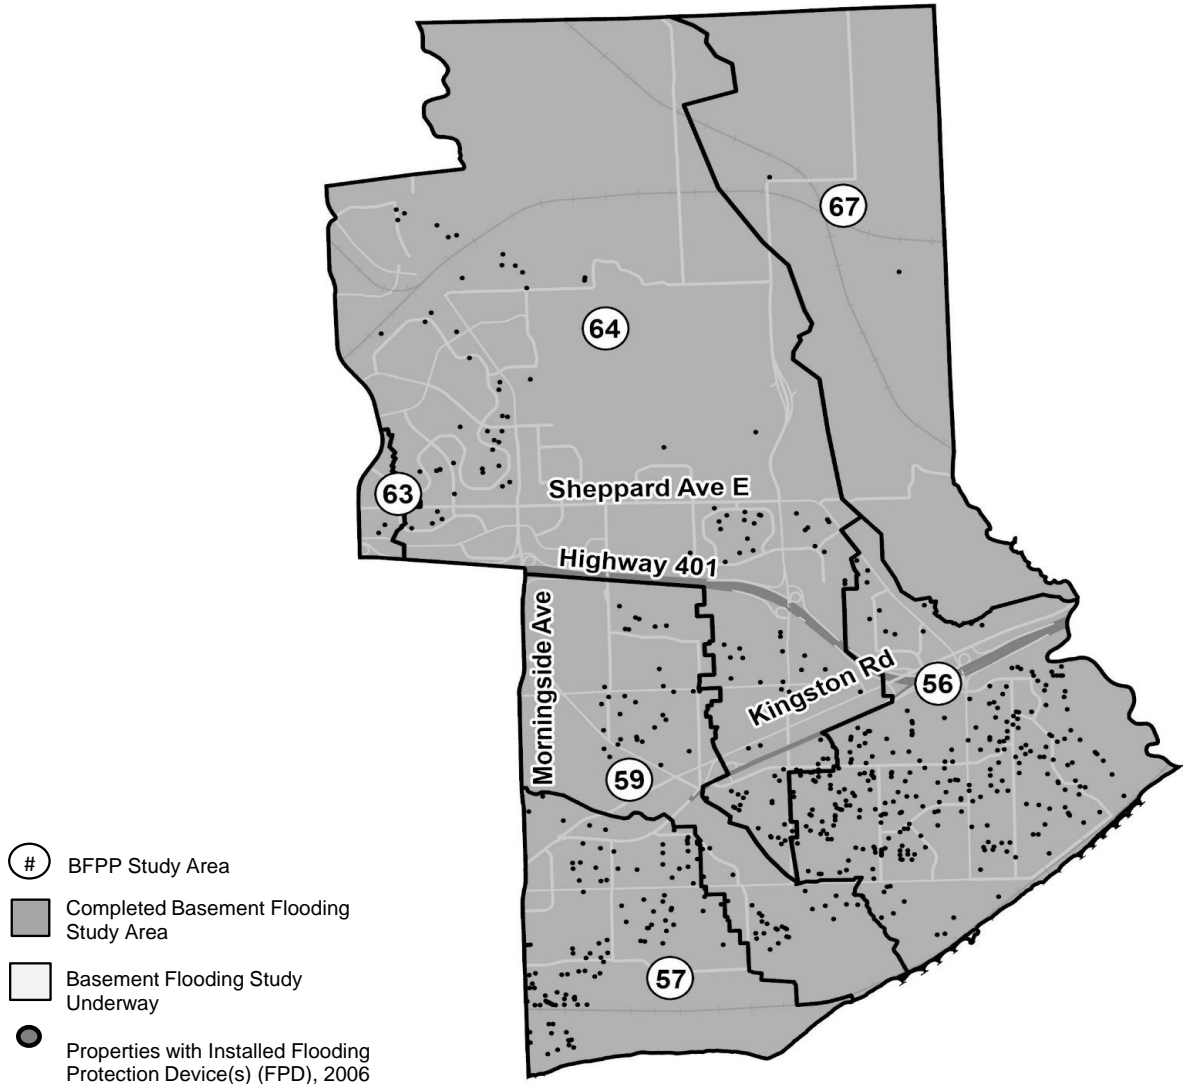 67
64
63
Sheppard Ave E
Highway 401
Morningside Ave
Kingston Rd
56
59
57
# BFPP Study Area
Completed Basement Flooding
Study Area
Basement Flooding Study
Underway
Properties with Installed Flooding
Protection Device(s) (FPD), 2006